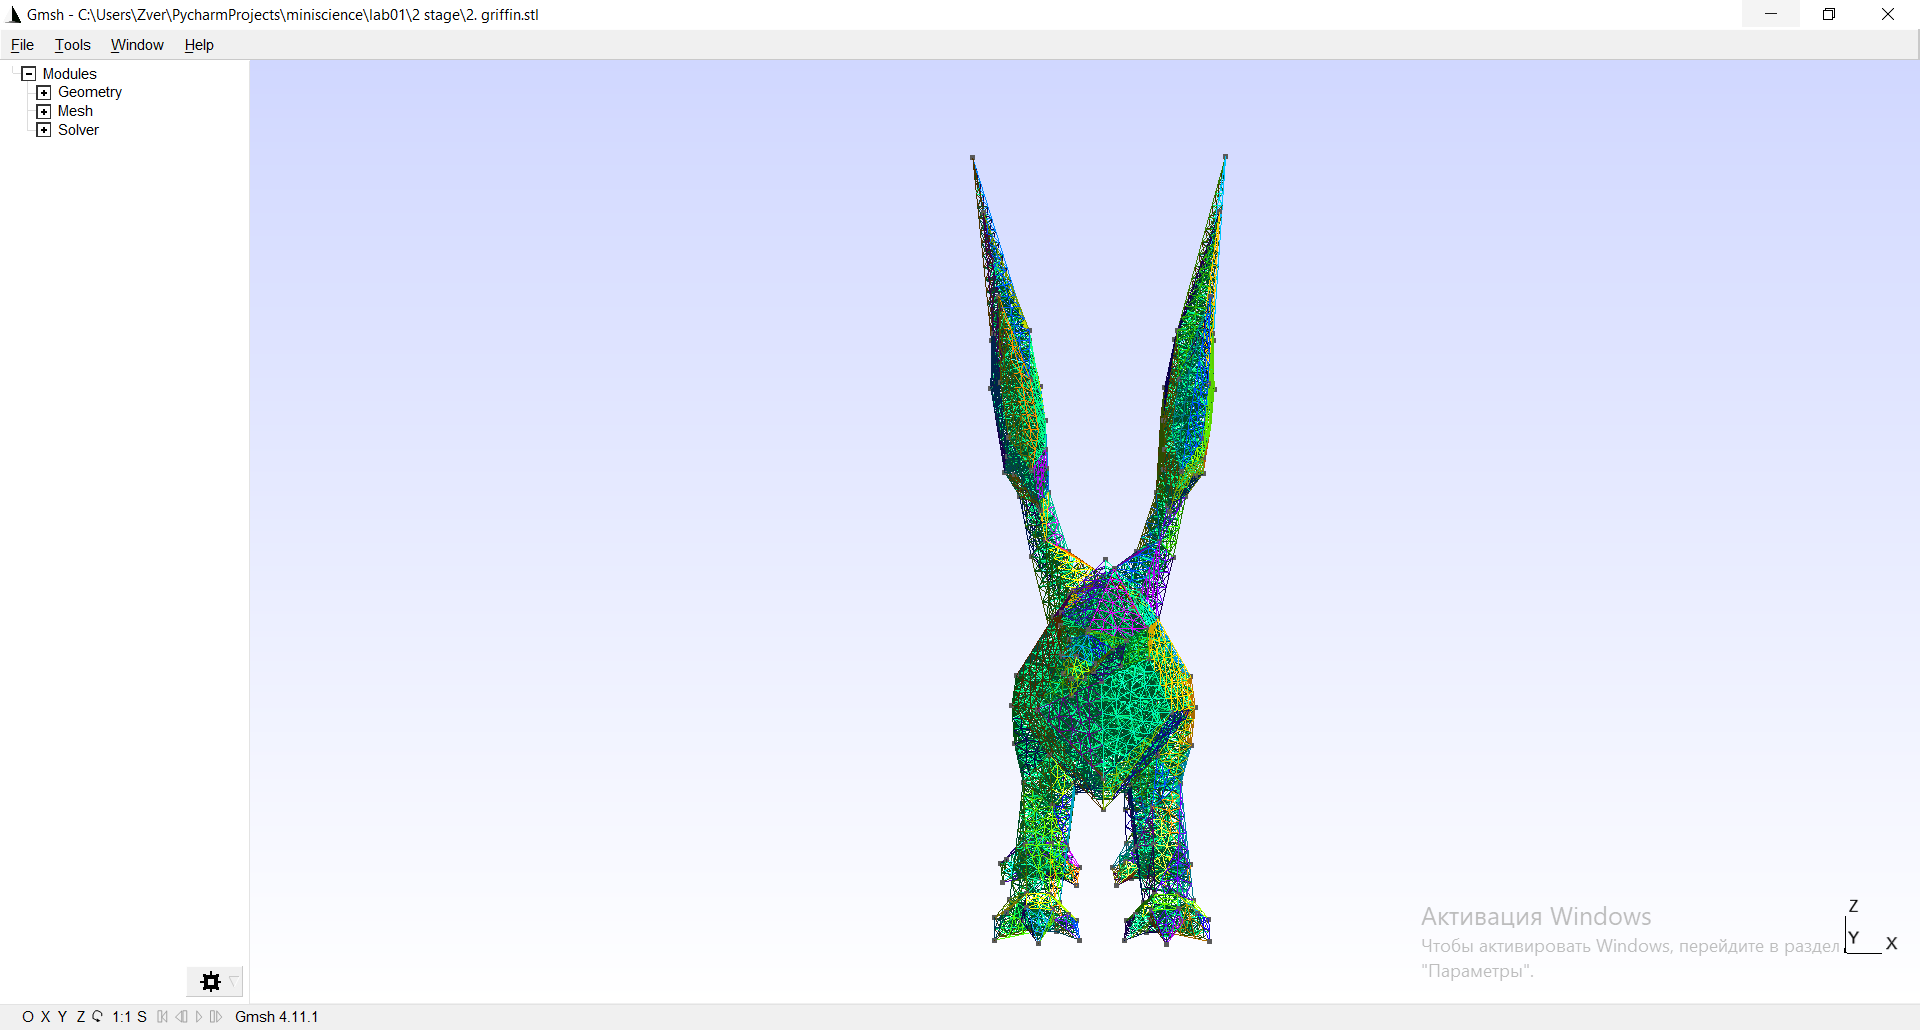 Gmsh - C:\Users\Zver\PycharmProjects\miniscience\lab01\2 stage\2. griffin.stl
File Tools Window Help
Modules
Geometry
Mesh
Solver
Активация Windows
Чтобы активировать Windows, перейдите в раздел
"Параметры".
Z
Y
X
O X Y Z 1:1 S Gmsh 4.11.1